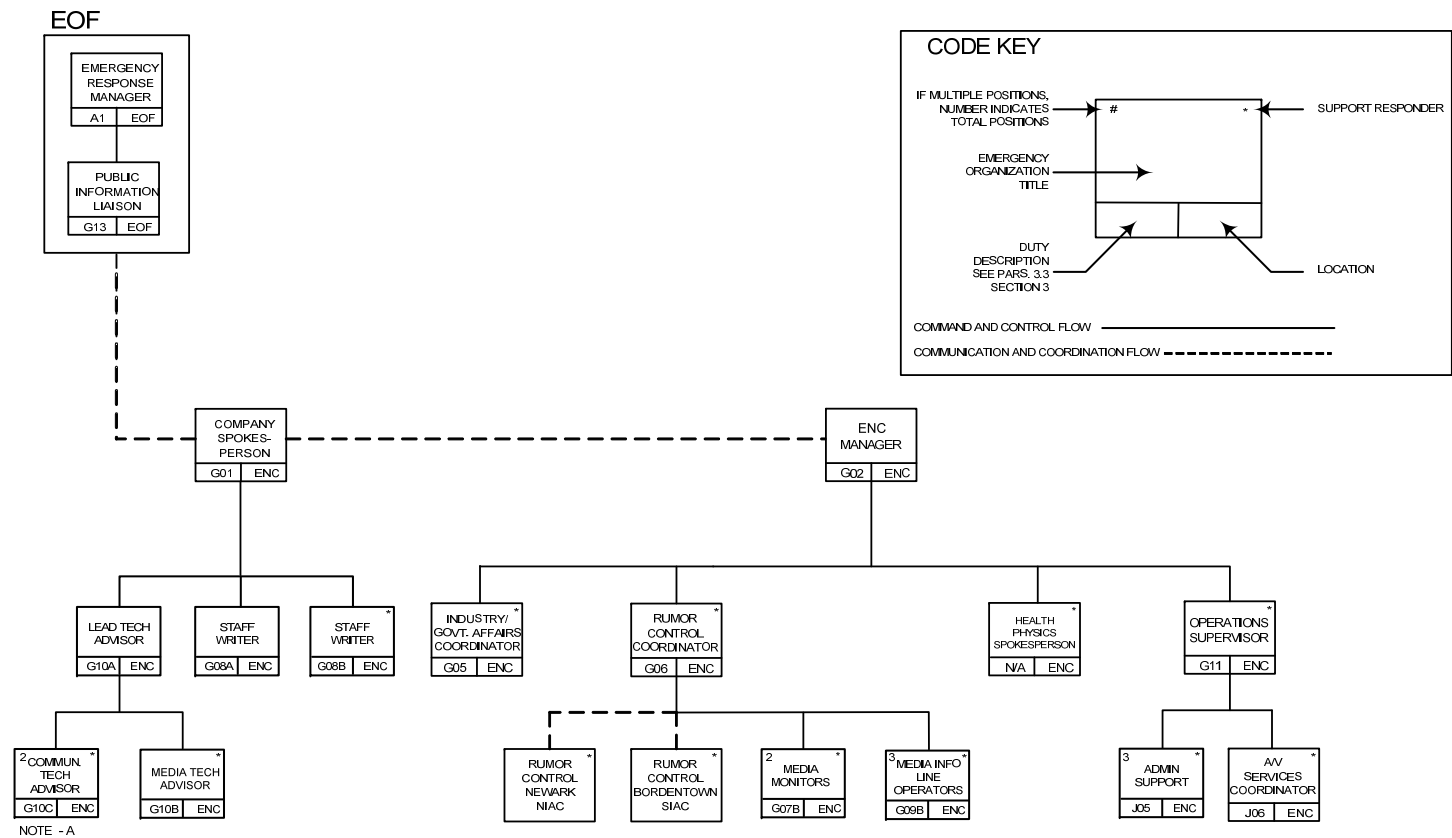 EOF
EMERGENCY
RESPONSE
MANAGER
A1 EOF
PUBLIC
INFORMATION
LIAISON
G13 EOF
CODE KEY
IF MULTIPLE POSITIONS,
NUMBER INDICATES
TOTAL POSITIONS
# *
SUPPORT RESPONDER
EMERGENCY
ORGANIZATION
TITLE
DUTY
DESCRIPTION
SEE PARS. 3.3
SECTION 3
LOCATION
COMMAND AND CONTROL FLOW
COMMUNICATION AND COORDINATION FLOW
COMPANY
SPOKES-
PERSON
G01 ENC
ENC
MANAGER
G02 ENC
LEAD TECH
ADVISOR
G10A ENC
STAFF
WRITER
G08A ENC
*
STAFF
WRITER
G08B ENC
*
INDUSTRY/
GOVT. AFFAIRS
COORDINATOR
G05 ENC
*
RUMOR
CONTROL
COORDINATOR
G06 ENC
*
HEALTH
PHYSICS
SPOKESPERSON
N/A ENC
*
OPERATIONS
SUPERVISOR
G11 ENC
2 COMMUN. *
TECH
ADVISOR
G10C ENC
NOTE - A
*
MEDIA TECH
ADVISOR
G10B ENC
*
RUMOR
CONTROL
NEWARK
NIAC
*
RUMOR
CONTROL
BORDENTOWN
SIAC
2 *
MEDIA
MONITORS
G07B ENC
3 *
MEDIA INFO
LINE
OPERATORS
G09B ENC
3 *
ADMIN
SUPPORT
J05 ENC
*
A/V
SERVICES
COORDINATOR
J06 ENC